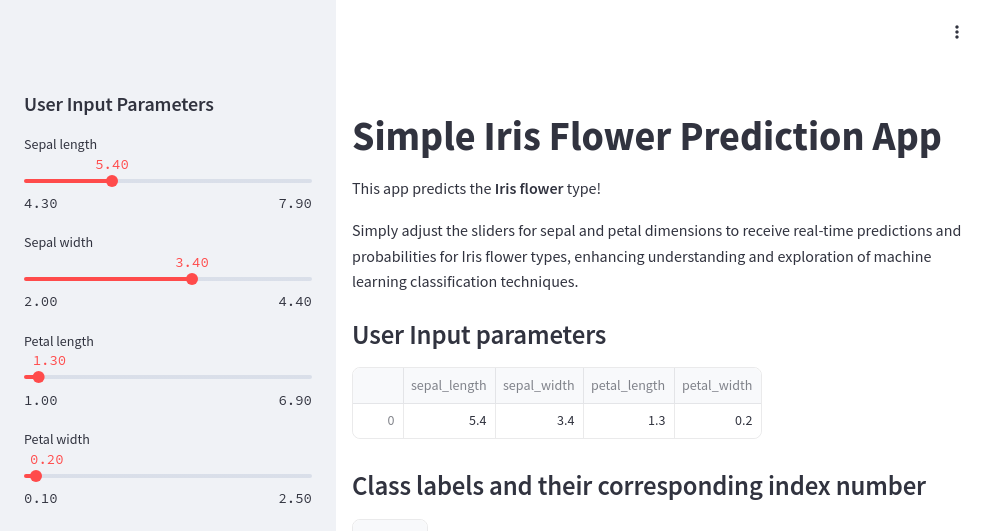 User Input Parameters
Sepal length
5.40
4.30 7.90
Sepal width
3.40
2.00 4.40
Petal length
1.30
1.00 6.90
Petal width
0.20
0.10 2.50
Simple Iris Flower Prediction App
This app predicts the Iris flower type!
Simply adjust the sliders for sepal and petal dimensions to receive real-time predictions and
probabilities for Iris flower types, enhancing understanding and exploration of machine
learning classification techniques.
User Input parameters
sepal_length sepal_width petal_length petal_width
0 5.4 3.4 1.3 0.2
Class labels and their corresponding index number